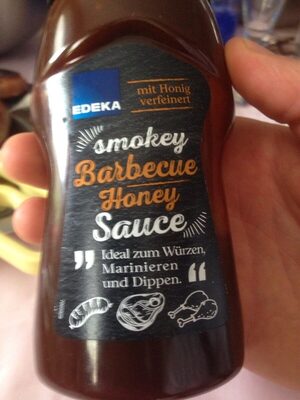 EDEKA
mit Honig
verfeinert
smokey
Barbecue
Honey
Sauce
„Ideal zum Würzen,
Marinieren
und Dippen.“